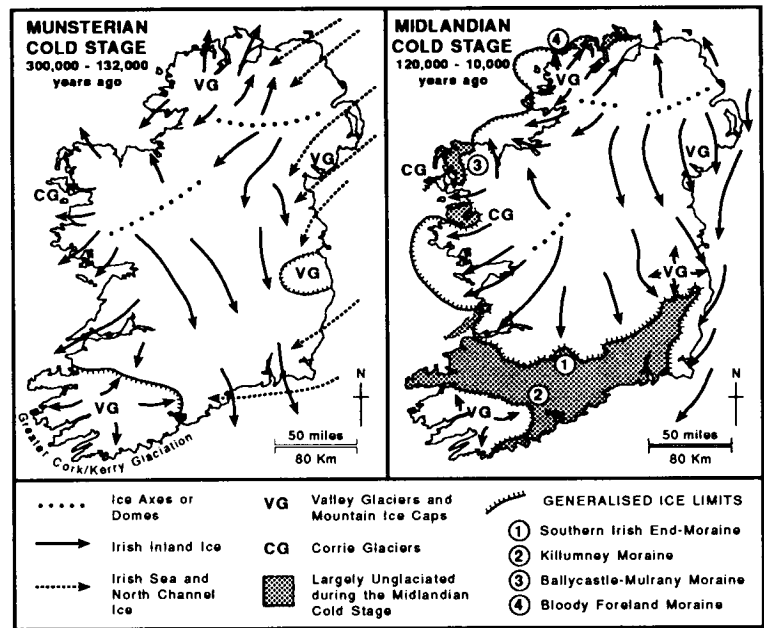 MUNSTERIAN
COLD STAGE
300,000 - 132,000
years ago
VG
VG
CG
VG
VG
Greater Cork/Kerry Glaciation
N
50 miles
80 Km
MIDLANDIAN
COLD STAGE
120,000 - 10,000
years ago
4
VG
CG
3
VG
CG
VG
1
2
VG
N
50 miles
80 Km
Ice Axes or
Domes
Irish Inland Ice
Irish Sea and
North Channel
Ice
VG
Valley Glaciers and
Mountain Ice Caps
CG
Corrie Glaciers
Largely Unglaciated
during the Midlandian
Cold Stage
GENERALISED ICE LIMITS
1 Southern Irish End-Moraine
2 Killumney Moraine
3 Ballycastle-Mulrany Moraine
4 Bloody Foreland Moraine